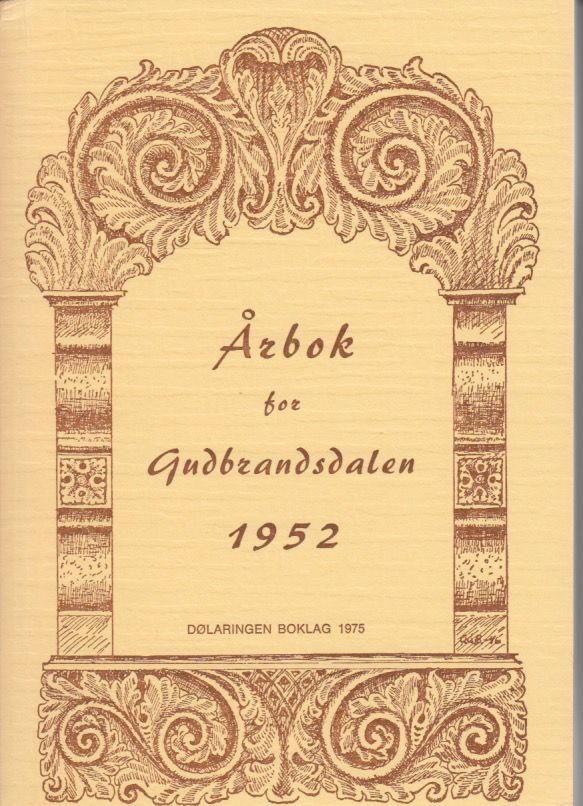 Årbok
for
Gudbrandsdalen
1952
DØLARINGEN BOKLAG 1975